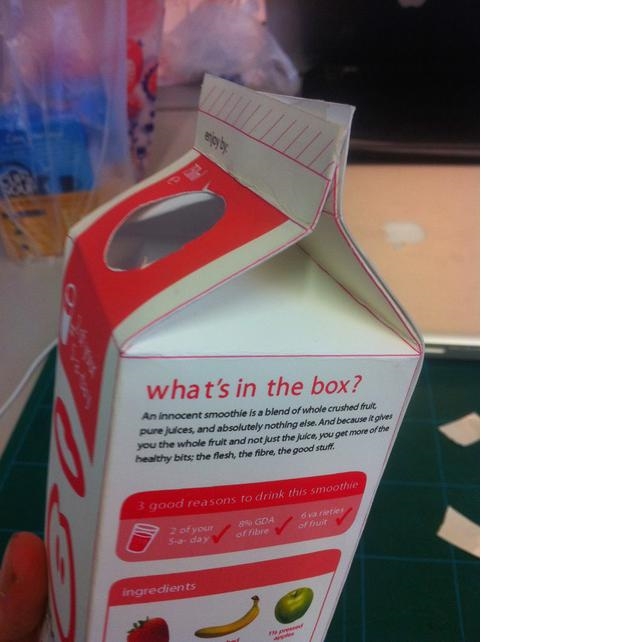 enjoy by:
what's in the box?
An innocent smoothie is a blend of whole crushed fruit,
pure juices, and absolutely nothing else. And because it gives
you the whole fruit and not just the juice, you get more of the
healthy bits; the flesh, the fibre, the good stuff.
3 good reasons to drink this smoothie
2 of your
5-a-day
8% GDA
of fibre
6 varieties
of fruit
ingredients
1½ pressed
apples